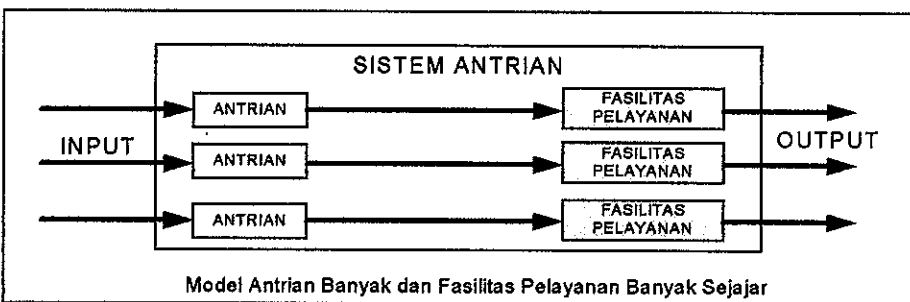 SISTEM ANTRIAN
ANTRIAN
FASILITAS
PELAYANAN
INPUT
OUTPUT
ANTRIAN
FASILITAS
PELAYANAN
ANTRIAN
FASILITAS
PELAYANAN
Model Antrian Banyak dan Fasilitas Pelayanan Banyak Sejajar